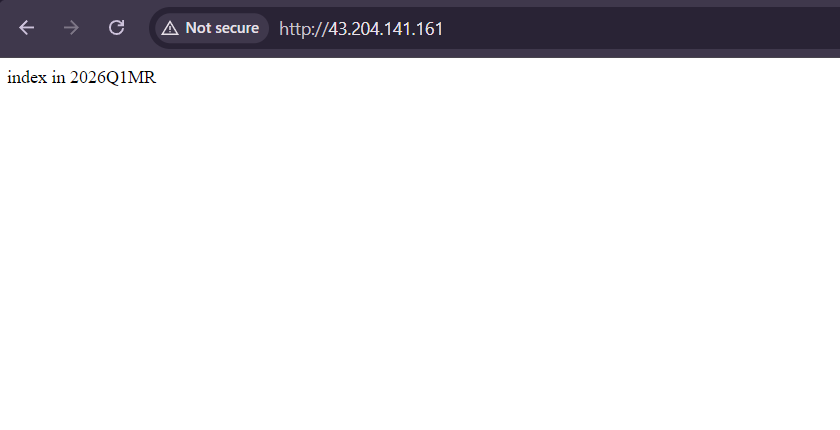 Not secure http://43.204.141.161
index in 2026Q1MR